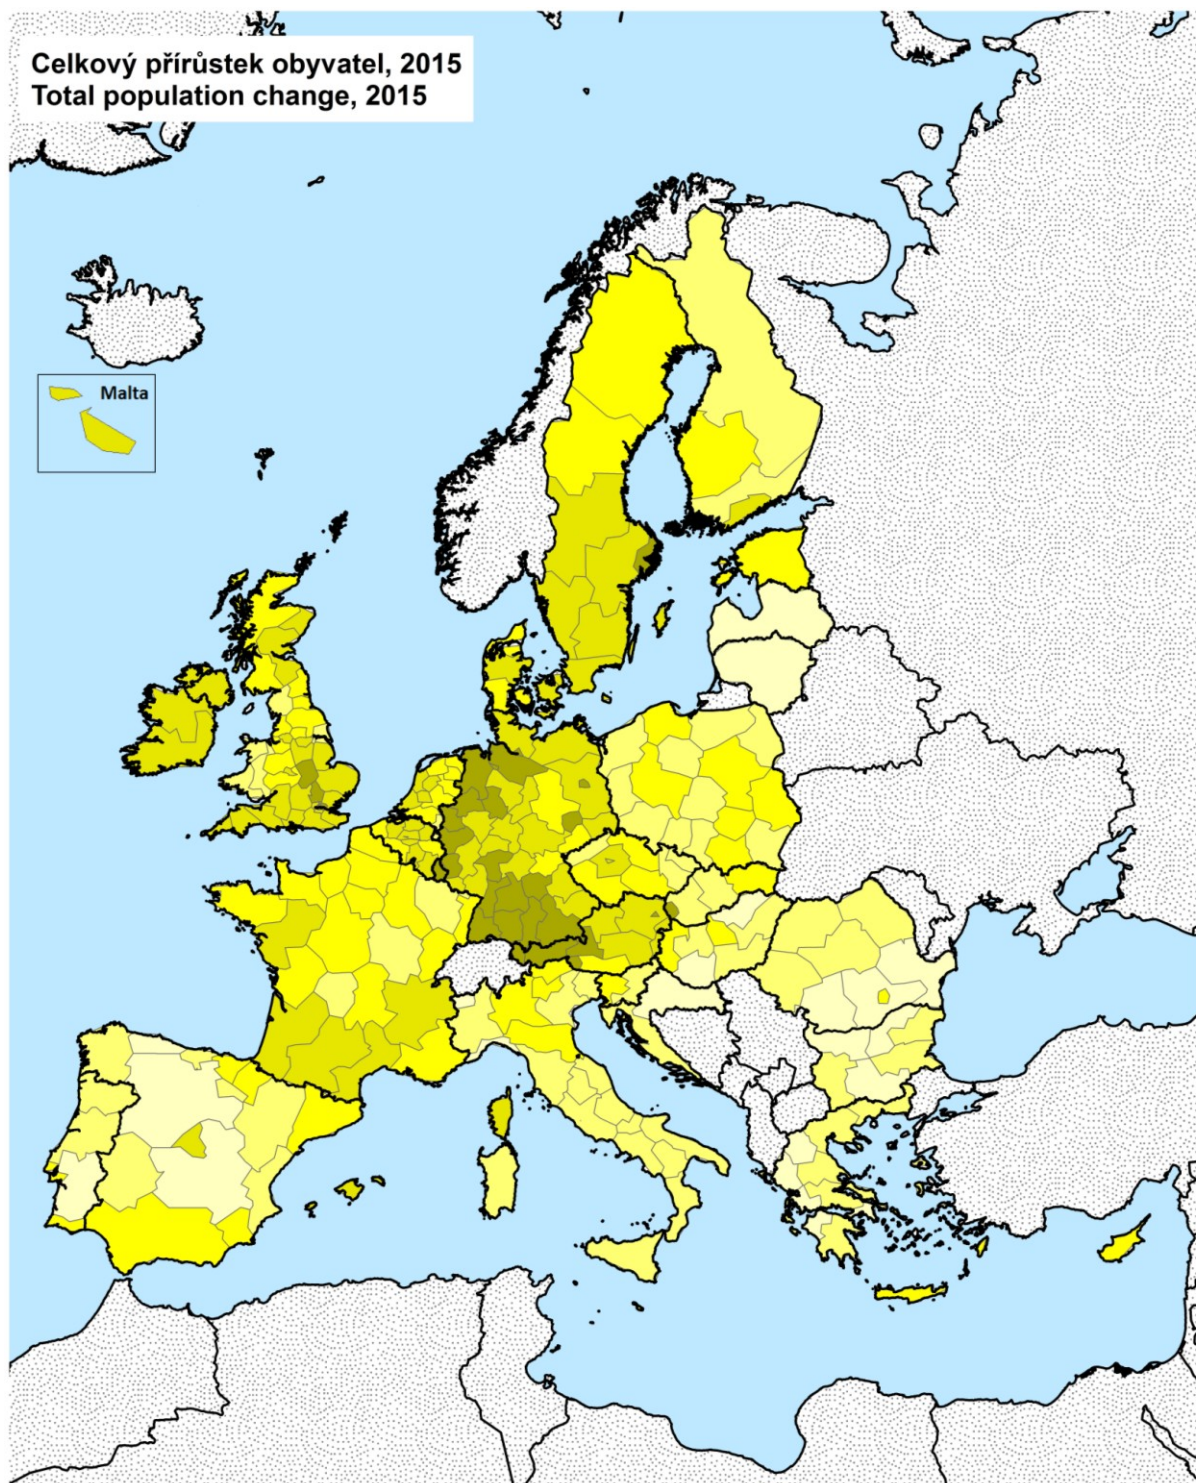 Celkový přírůstek obyvatel, 2015
Total population change, 2015
Malta